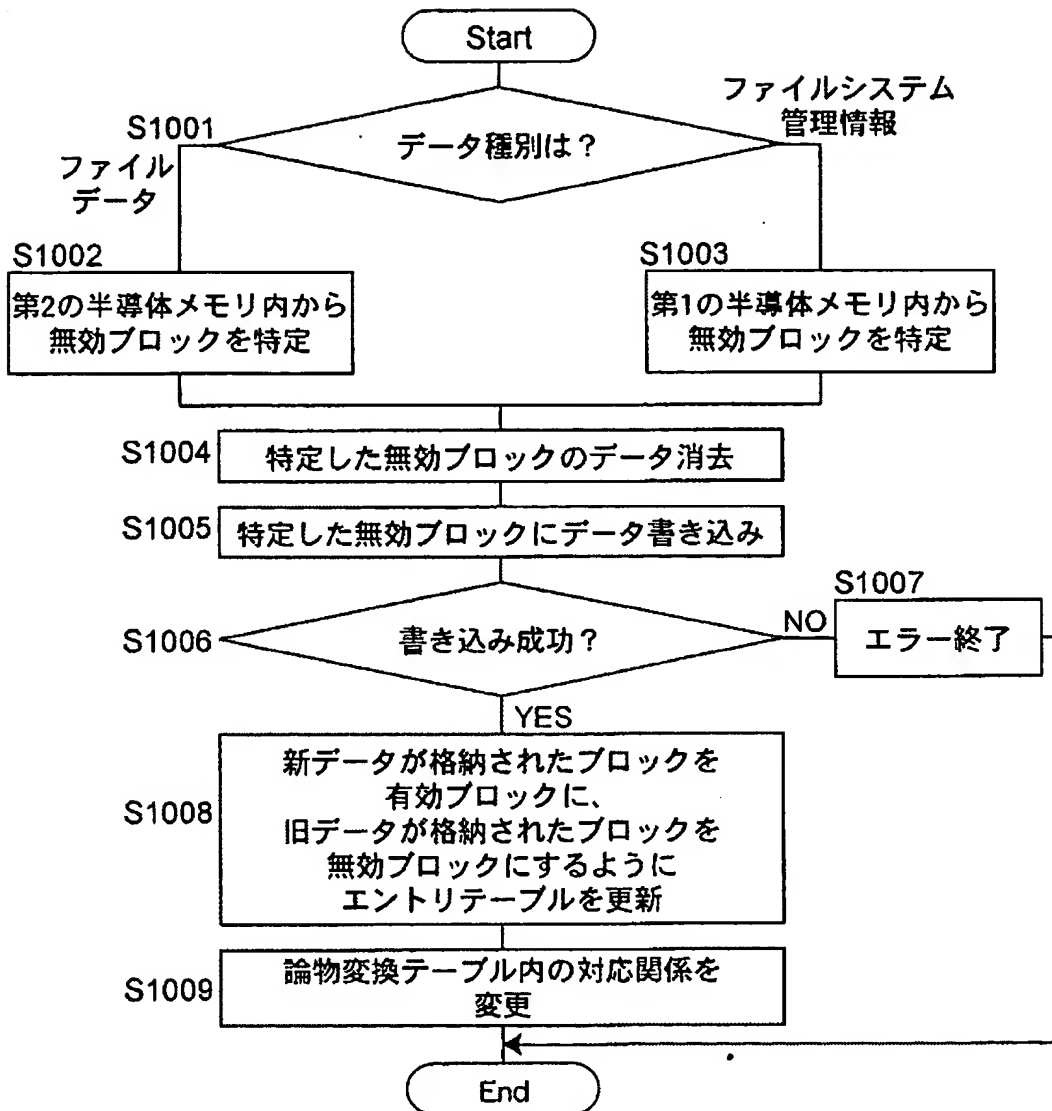 Start
S1001
データ種別は？
ファイルシステム
管理情報
ファイル
データ
S1002
第2の半導体メモリ内から
無効ブロックを特定
S1003
第1の半導体メモリ内から
無効ブロックを特定
S1004
特定した無効ブロックのデータ消去
S1005
特定した無効ブロックにデータ書き込み
S1006
書き込み成功？
NO
S1007
エラー終了
YES
S1008
新データが格納されたブロックを
有効ブロックに、
旧データが格納されたブロックを
無効ブロックにするように
エントリテーブルを更新
S1009
論物変換テーブル内の対応関係を
変更
End